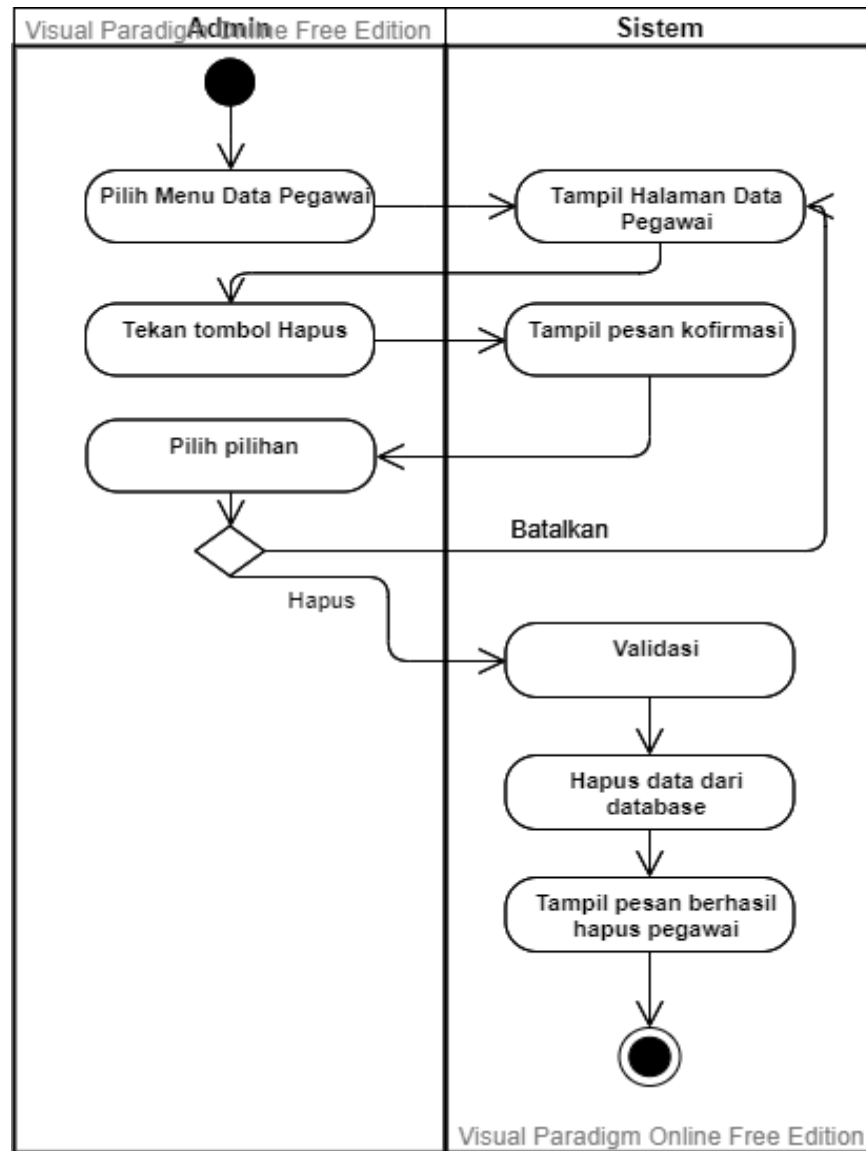 Visual Paradigm Online Free Edition
Admin
Sistem
Pilih Menu Data Pegawai
Tampil Halaman Data
Pegawai
Tekan tombol Hapus
Tampil pesan kofirmasi
Pilih pilihan
Batalkan
Hapus
Validasi
Hapus data dari
database
Tampil pesan berhasil
hapus pegawai
Visual Paradigm Online Free Edition